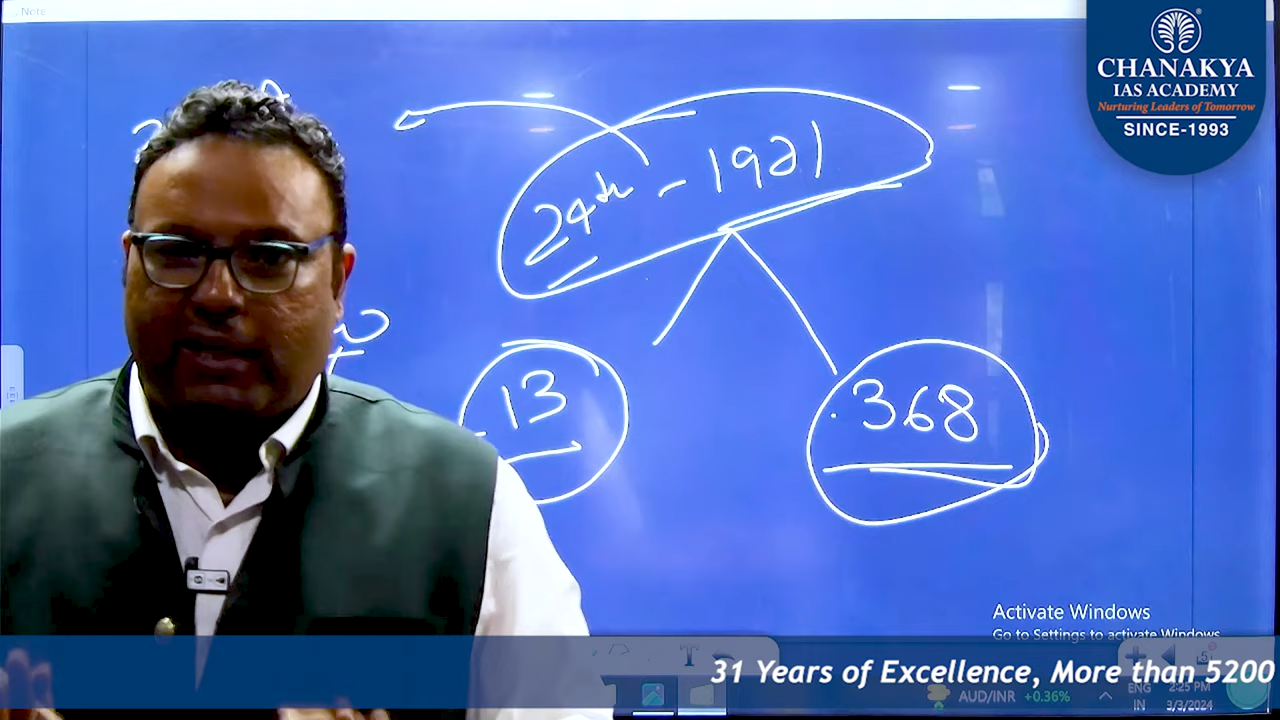 Note
CHANAKYA
IAS ACADEMY
Nurturing Leaders of Tomorrow
SINCE-1993
24th - 1921
13
368
Activate Windows
Go to Settings to activate Windows.
31 Years of Excellence, More than 5200
AUD/INR +0.36%
ENG
IN
2:25 PM
3/3/2024